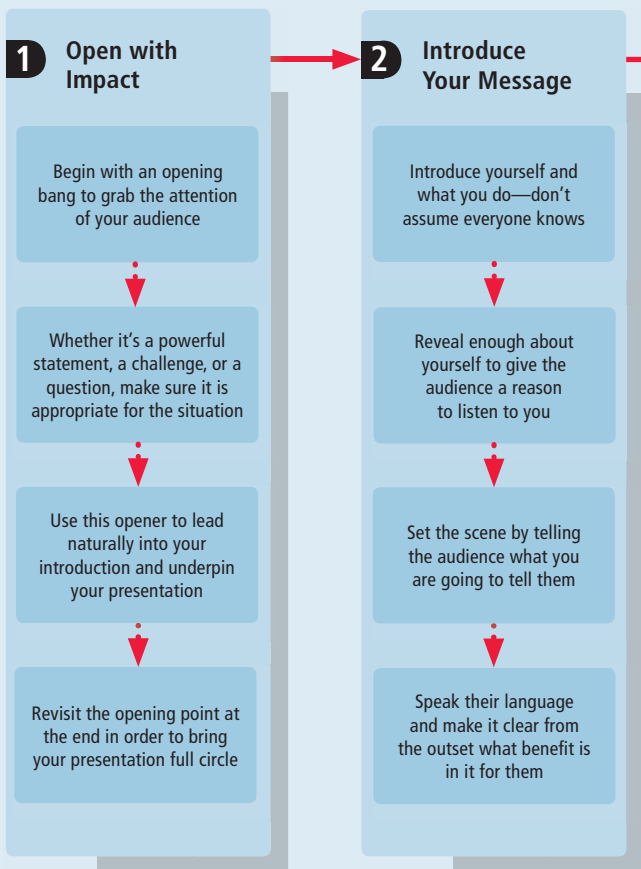 1
Open with
Impact
Begin with an opening
bang to grab the attention
of your audience
Whether it's a powerful
statement, a challenge, or a
question, make sure it is
appropriate for the situation
Use this opener to lead
naturally into your
introduction and underpin
your presentation
Revisit the opening point at
the end in order to bring
your presentation full circle
2
Introduce
Your Message
Introduce yourself and
what you do—don't
assume everyone knows
Reveal enough about
yourself to give the
audience a reason
to listen to you
Set the scene by telling
the audience what you
are going to tell them
Speak their language
and make it clear from
the outset what benefit is
in it for them